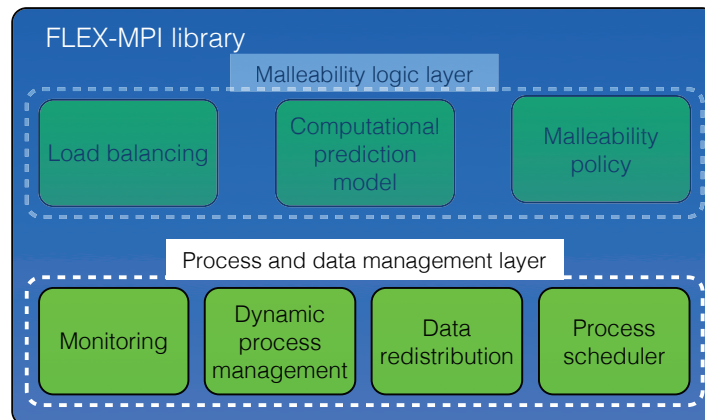 FLEX-MPI library
Malleability logic layer
Load balancing
Computational
prediction
model
Malleability
policy
Process and data management layer
Monitoring
Dynamic
process
management
Data
redistribution
Process
scheduler